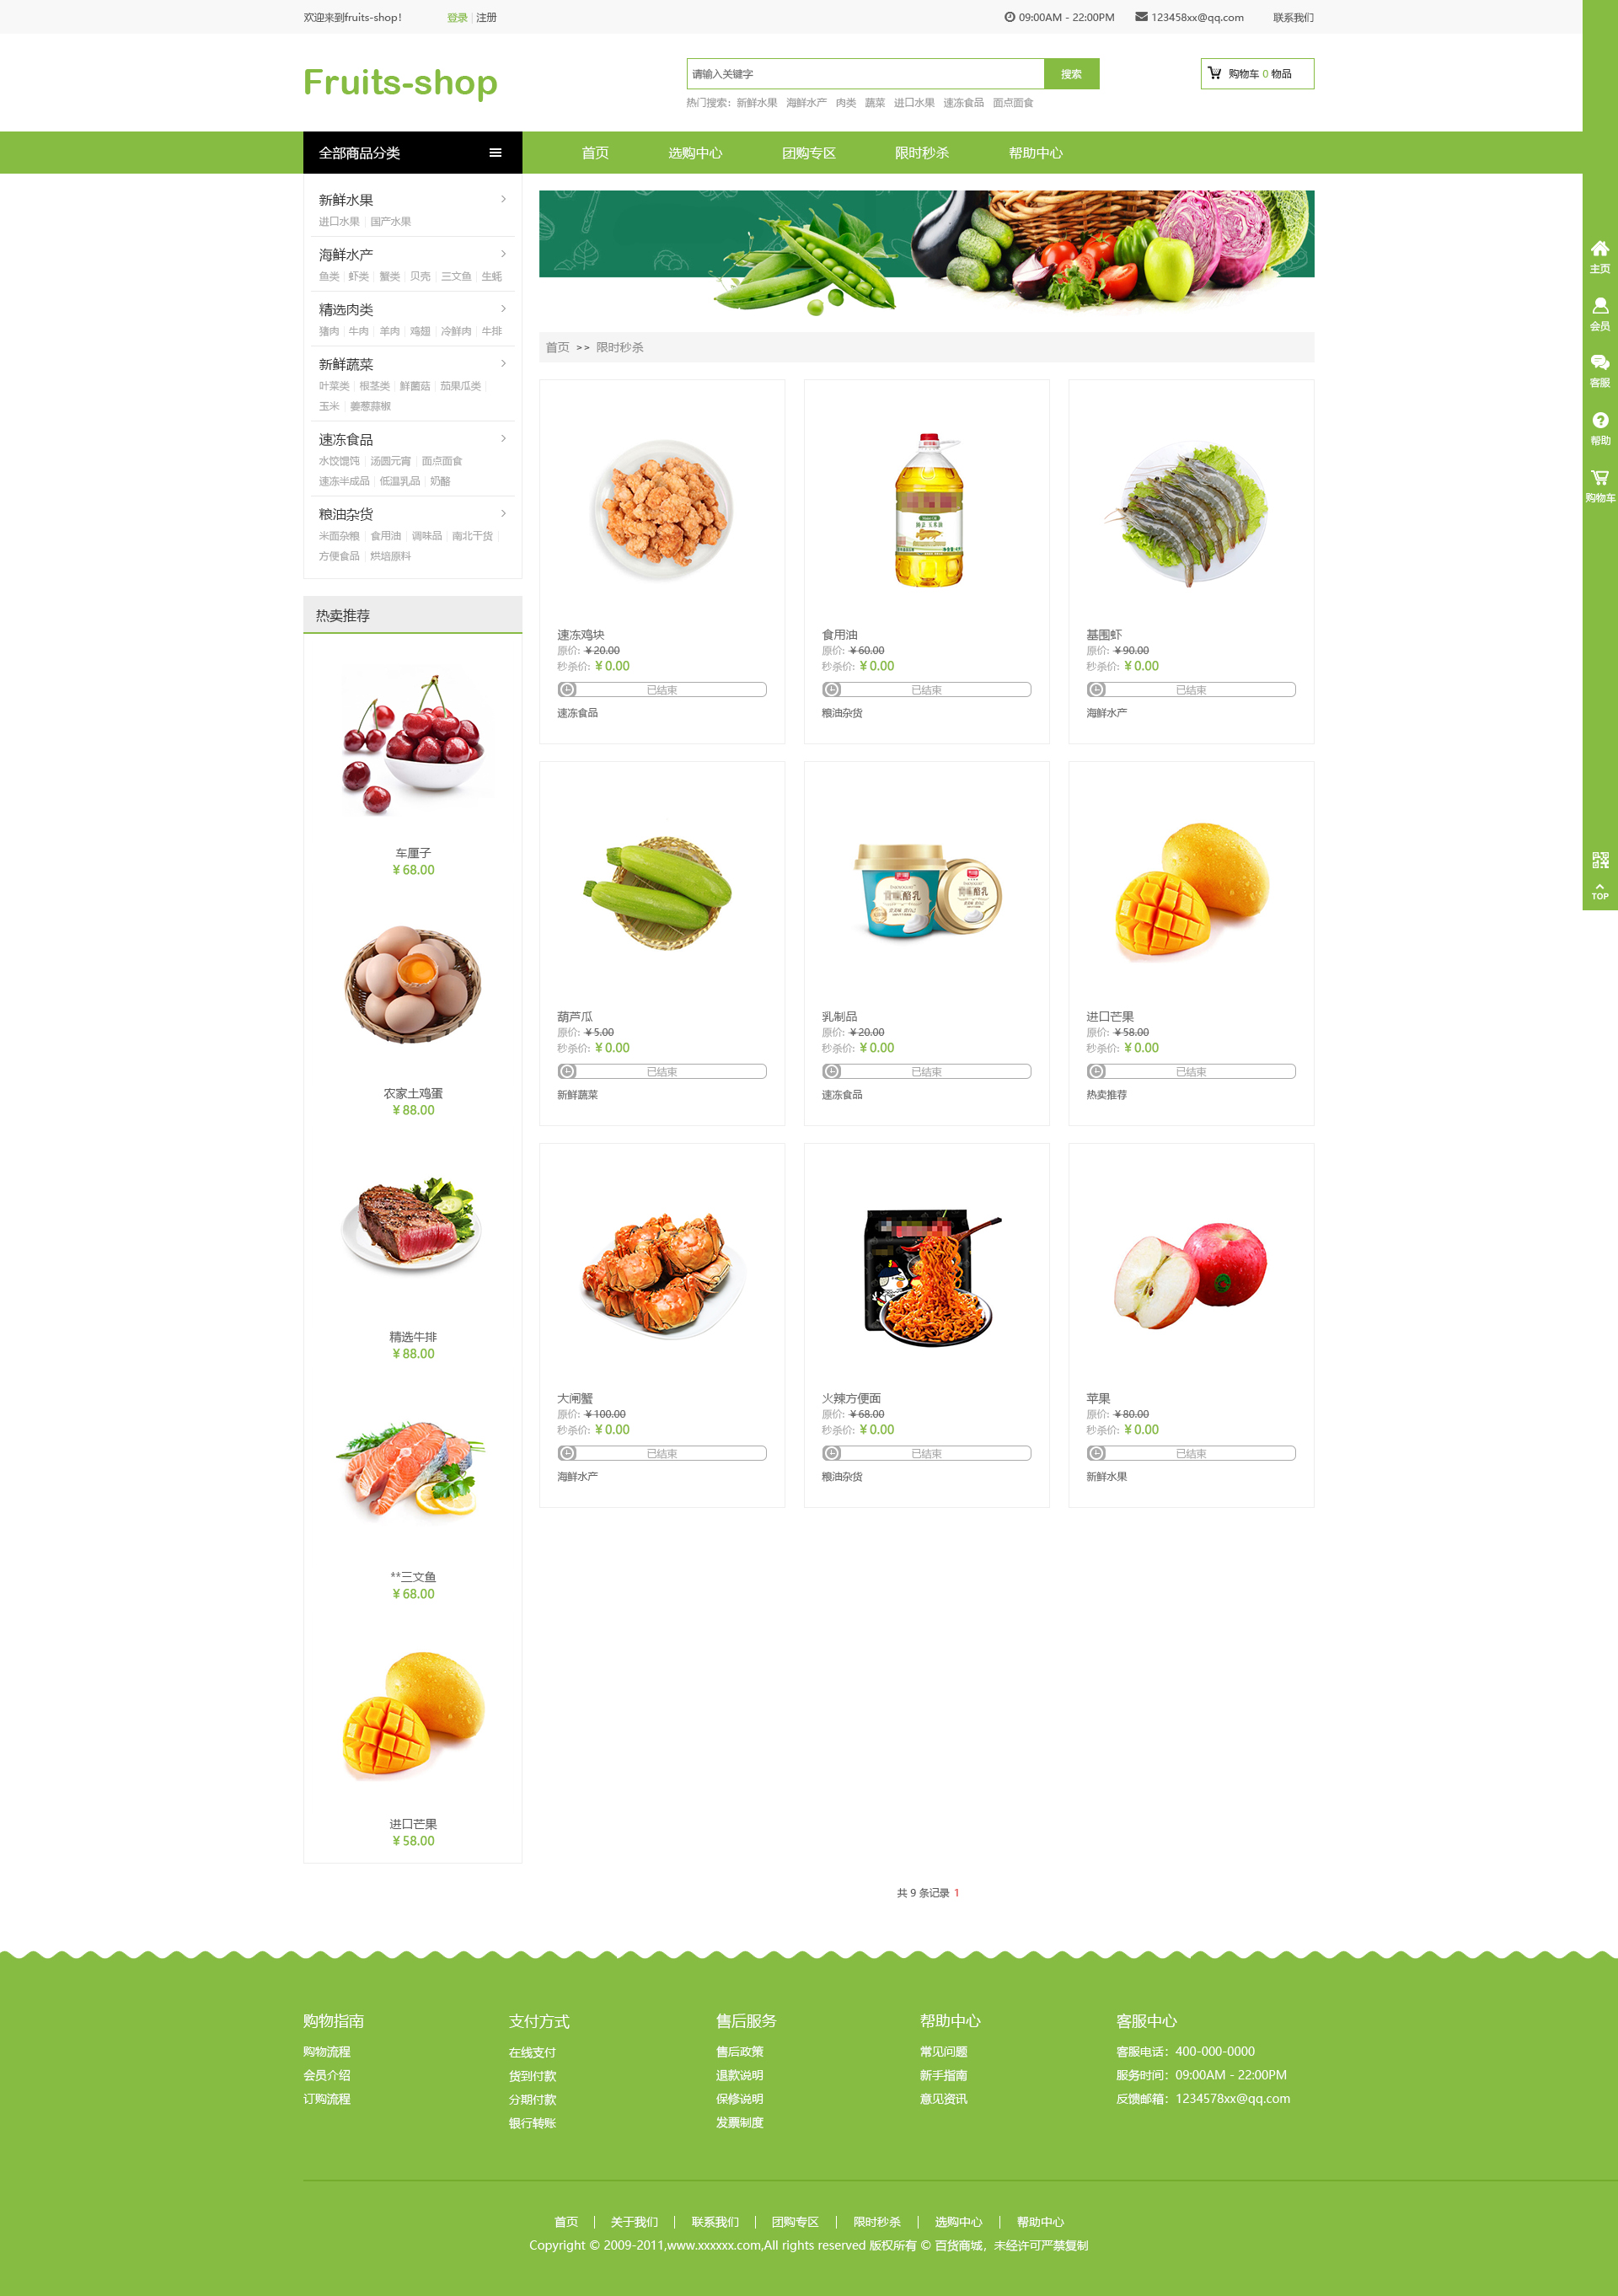 欢迎来到fruits-shop!
登录 | 注册
09:00AM - 22:00PM
123458xx@qq.com
联系我们
Fruits-shop
请输入关键字
搜索
购物车 0 物品
热门搜索: 新鲜水果 海鲜水产 肉类 蔬菜 进口水果 速冻食品 面点面食
全部商品分类
首页 选购中心 团购专区 限时秒杀 帮助中心
新鲜水果
进口水果 | 国产水果
海鲜水产
鱼类 | 虾类 | 蟹类 | 贝壳 | 三文鱼 | 生蚝
精选肉类
猪肉 | 牛肉 | 羊肉 | 鸡翅 | 冷鲜肉 | 牛排
新鲜蔬菜
叶菜类 | 根茎类 | 鲜菌菇 | 茄果瓜类 |
玉米 | 姜葱蒜椒
速冻食品
水饺馄饨 | 汤圆元宵 | 面点面食
速冻半成品 | 低温乳品 | 奶酪
粮油杂货
米面杂粮 | 食用油 | 调味品 | 南北干货 |
方便食品 | 烘培原料
热卖推荐
车厘子
¥ 68.00
农家土鸡蛋
¥ 88.00
精选牛排
¥ 88.00
**三文鱼
¥ 68.00
进口芒果
¥ 58.00
首页 >> 限时秒杀
速冻鸡块
原价: ¥20.00
秒杀价: ¥ 0.00
已结束
速冻食品
食用油
原价: ¥60.00
秒杀价: ¥ 0.00
已结束
粮油杂货
基围虾
原价: ¥90.00
秒杀价: ¥ 0.00
已结束
海鲜水产
葫芦瓜
原价: ¥5.00
秒杀价: ¥ 0.00
已结束
新鲜蔬菜
乳制品
原价: ¥20.00
秒杀价: ¥ 0.00
已结束
速冻食品
进口芒果
原价: ¥58.00
秒杀价: ¥ 0.00
已结束
热卖推荐
大闸蟹
原价: ¥100.00
秒杀价: ¥ 0.00
已结束
海鲜水产
火辣方便面
原价: ¥68.00
秒杀价: ¥ 0.00
已结束
粮油杂货
苹果
原价: ¥80.00
秒杀价: ¥ 0.00
已结束
新鲜水果
共 9 条记录 1
主页
会员
客服
帮助
购物车
TOP
购物指南
购物流程
会员介绍
订购流程
支付方式
在线支付
货到付款
分期付款
银行转账
售后服务
售后政策
退款说明
保修说明
发票制度
帮助中心
常见问题
新手指南
意见资讯
客服中心
客服电话：400-000-0000
服务时间：09:00AM - 22:00PM
反馈邮箱：1234578xx@qq.com
首页 | 关于我们 | 联系我们 | 团购专区 | 限时秒杀 | 选购中心 | 帮助中心
Copyright © 2009-2011,www.xxxxxx.com,All rights reserved 版权所有 © 百货商城，未经许可严禁复制